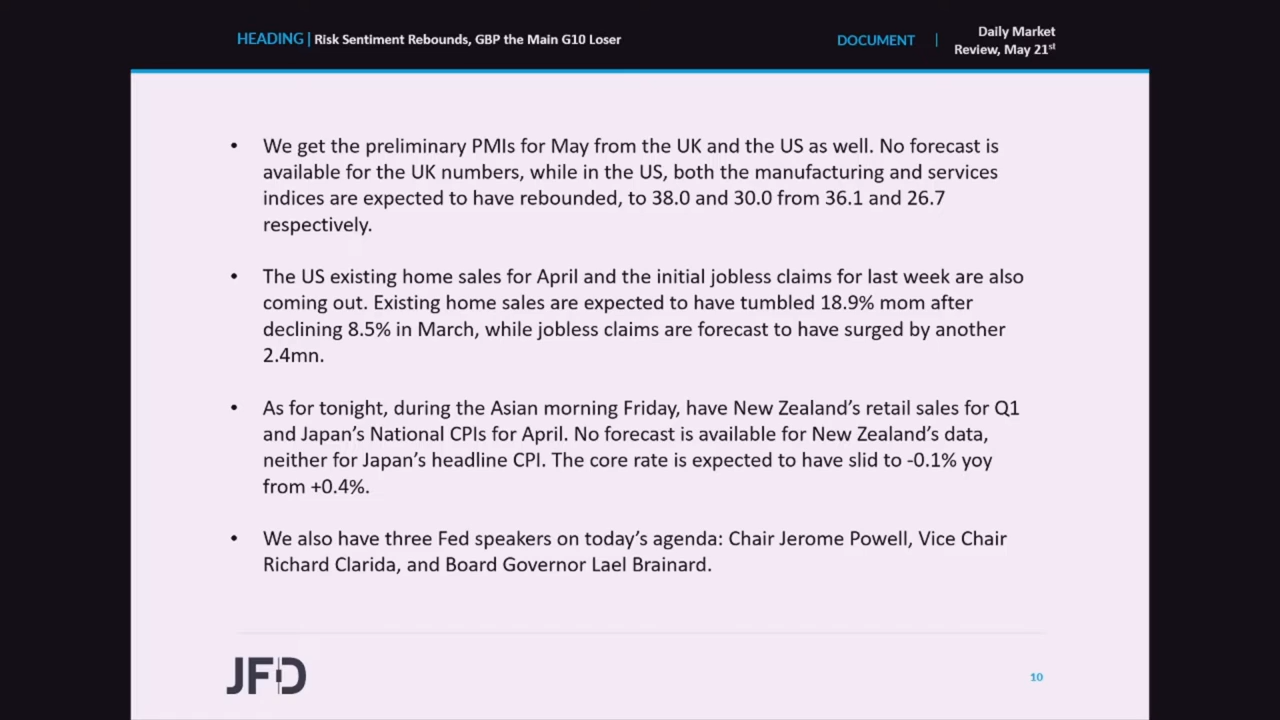 HEADING | Risk Sentiment Rebounds, GBP the Main G10 Loser
DOCUMENT | Daily Market
Review, May 21st
• We get the preliminary PMIs for May from the UK and the US as well. No forecast is
available for the UK numbers, while in the US, both the manufacturing and services
indices are expected to have rebounded, to 38.0 and 30.0 from 36.1 and 26.7
respectively.
• The US existing home sales for April and the initial jobless claims for last week are also
coming out. Existing home sales are expected to have tumbled 18.9% mom after
declining 8.5% in March, while jobless claims are forecast to have surged by another
2.4mn.
• As for tonight, during the Asian morning Friday, have New Zealand’s retail sales for Q1
and Japan’s National CPIs for April. No forecast is available for New Zealand’s data,
neither for Japan’s headline CPI. The core rate is expected to have slid to -0.1% yoy
from +0.4%.
• We also have three Fed speakers on today’s agenda: Chair Jerome Powell, Vice Chair
Richard Clarida, and Board Governor Lael Brainard.
JFD
10